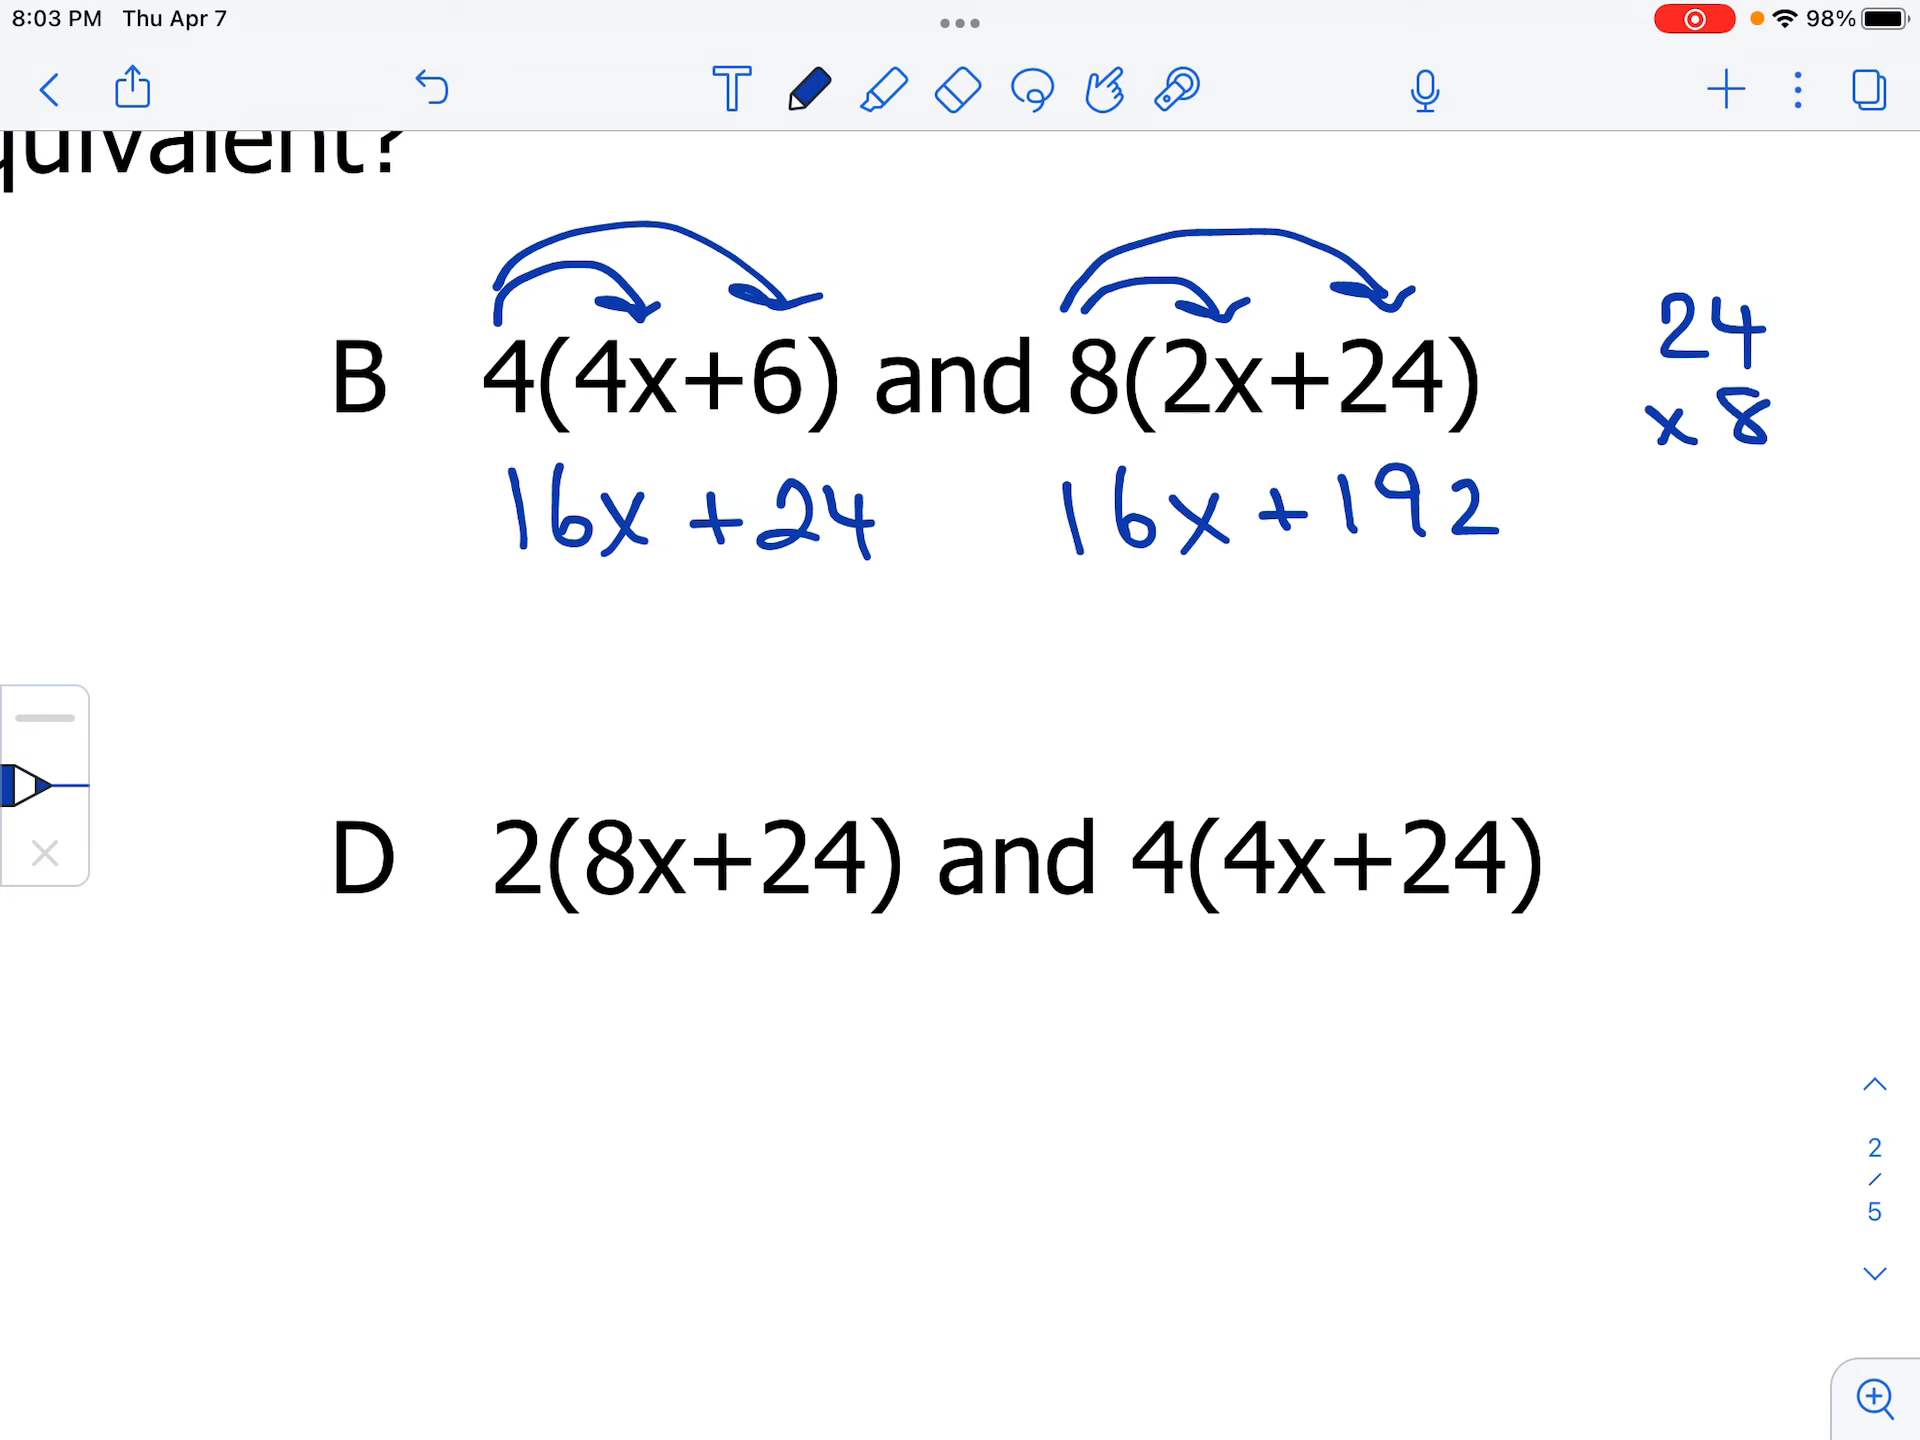 8:03 PM Thu Apr 7
98%
quivalent?
B 4(4x+6) and 8(2x+24)
24
x 8
16x + 24 16x + 192
D 2(8x+24) and 4(4x+24)
2
/
5